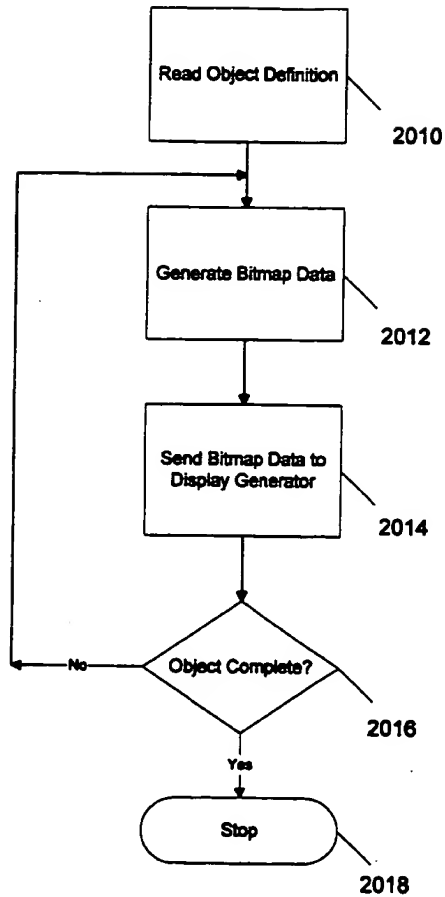 Read Object Definition
2010
Generate Bitmap Data
2012
Send Bitmap Data to
Display Generator
2014
Object Complete?
No
2016
Yes
Stop
2018